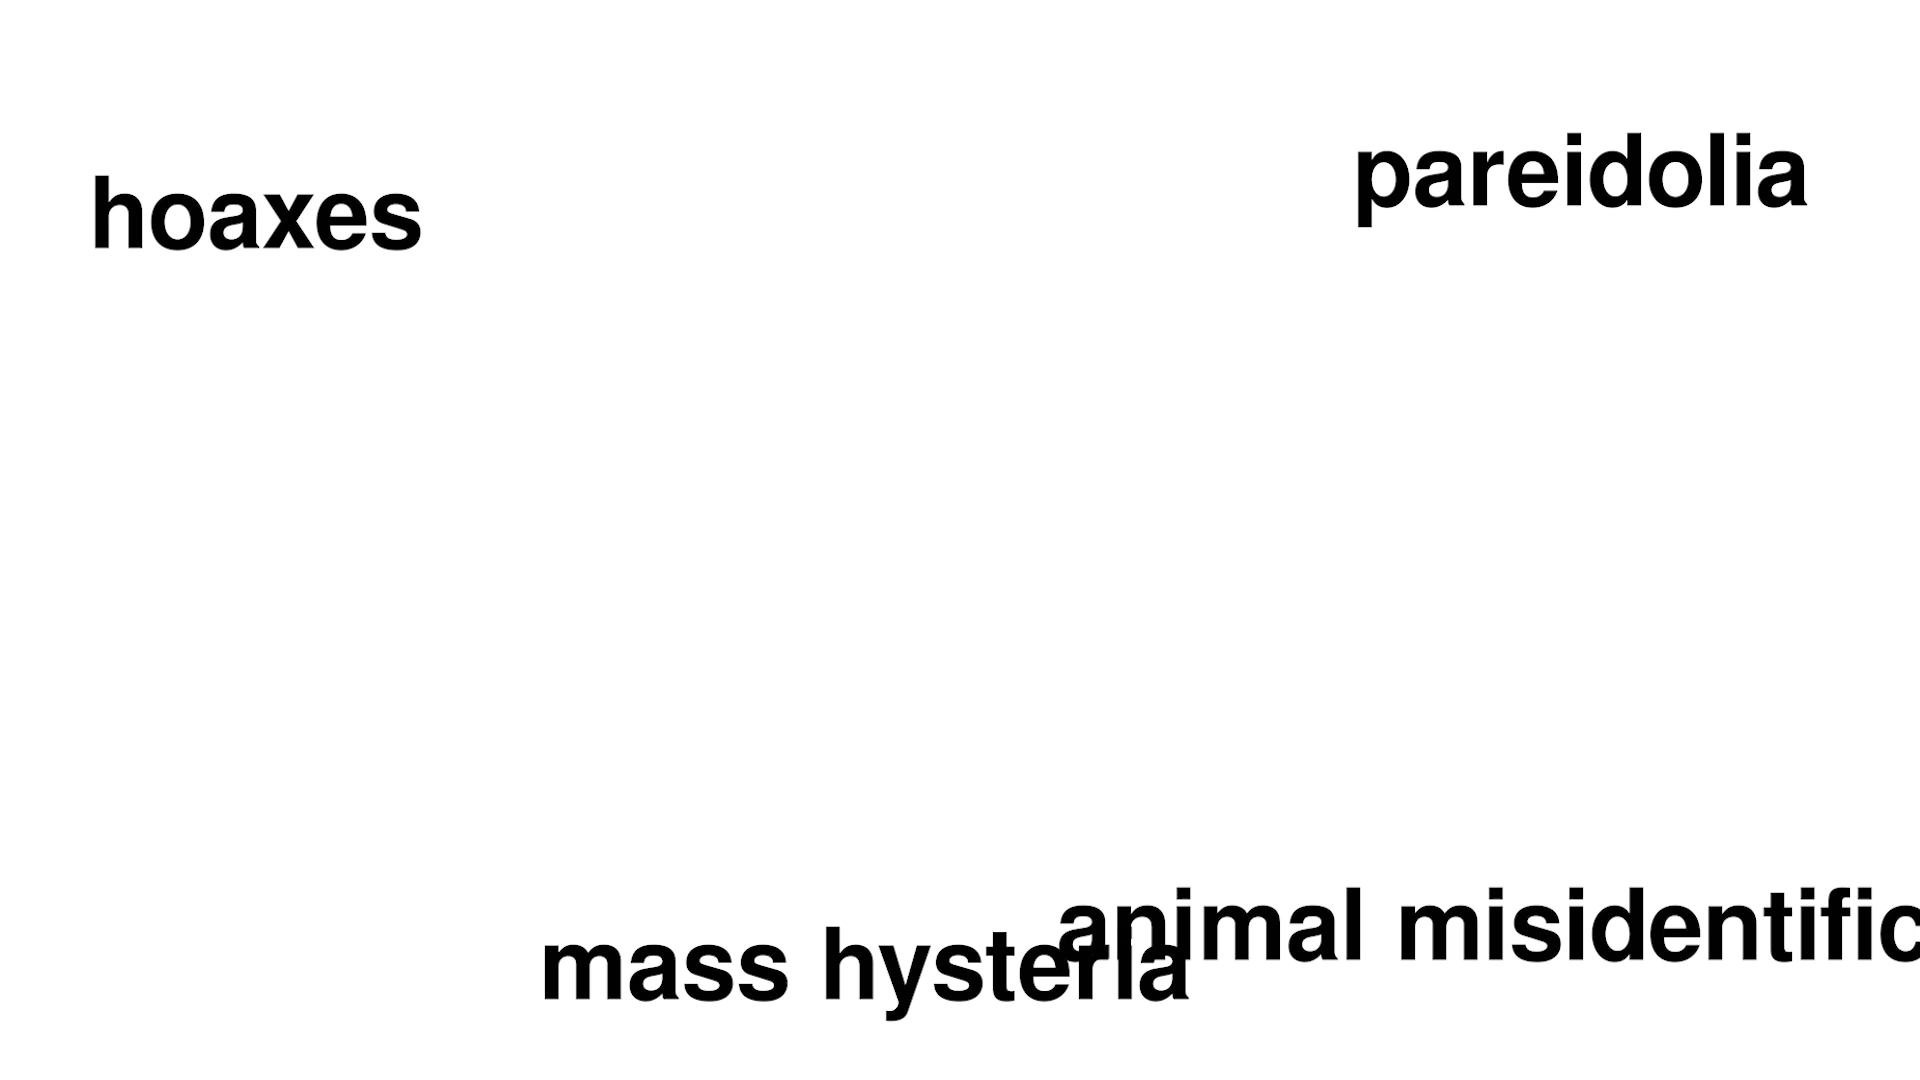 pareidolia
hoaxes
animal misidentific
mass hysteria